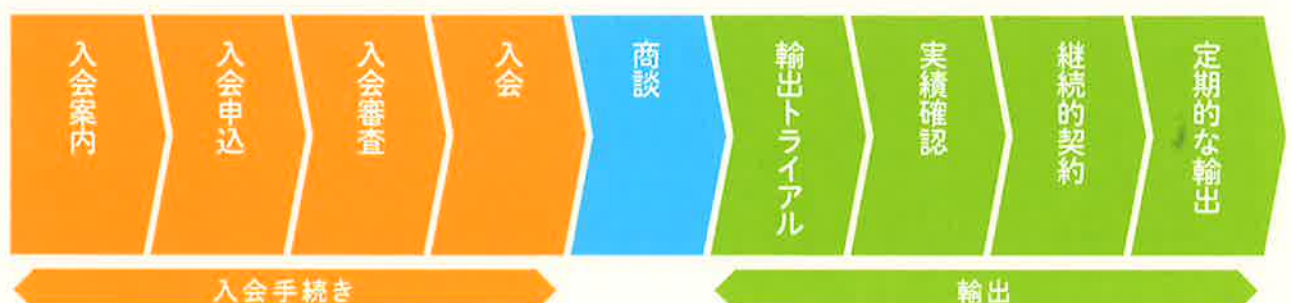 入会案内
入会申込
入会審査
入会
商談
輸出トライアル
実績確認
継続的契約
定期的な輸出
入会手続き
輸出